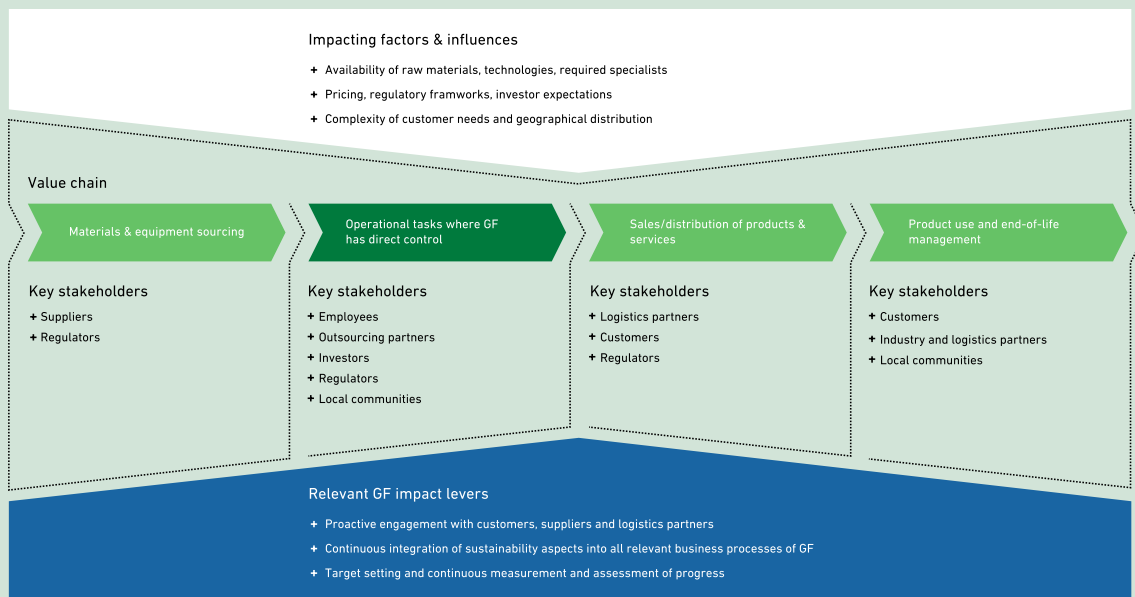 Impacting factors & influences
+ Availability of raw materials, technologies, required specialists
+ Pricing, regulatory framworks, investor expectations
+ Complexity of customer needs and geographical distribution
Value chain
Materials & equipment sourcing
Operational tasks where GF
has direct control
Sales/distribution of products &
services
Product use and end-of-life
management
Key stakeholders
+ Suppliers
+ Regulators
Key stakeholders
+ Employees
+ Outsourcing partners
+ Investors
+ Regulators
+ Local communities
Key stakeholders
+ Logistics partners
+ Customers
+ Regulators
Key stakeholders
+ Customers
+ Industry and logistics partners
+ Local communities
Relevant GF impact levers
+ Proactive engagement with customers, suppliers and logistics partners
+ Continuous integration of sustainability aspects into all relevant business processes of GF
+ Target setting and continuous measurement and assessment of progress